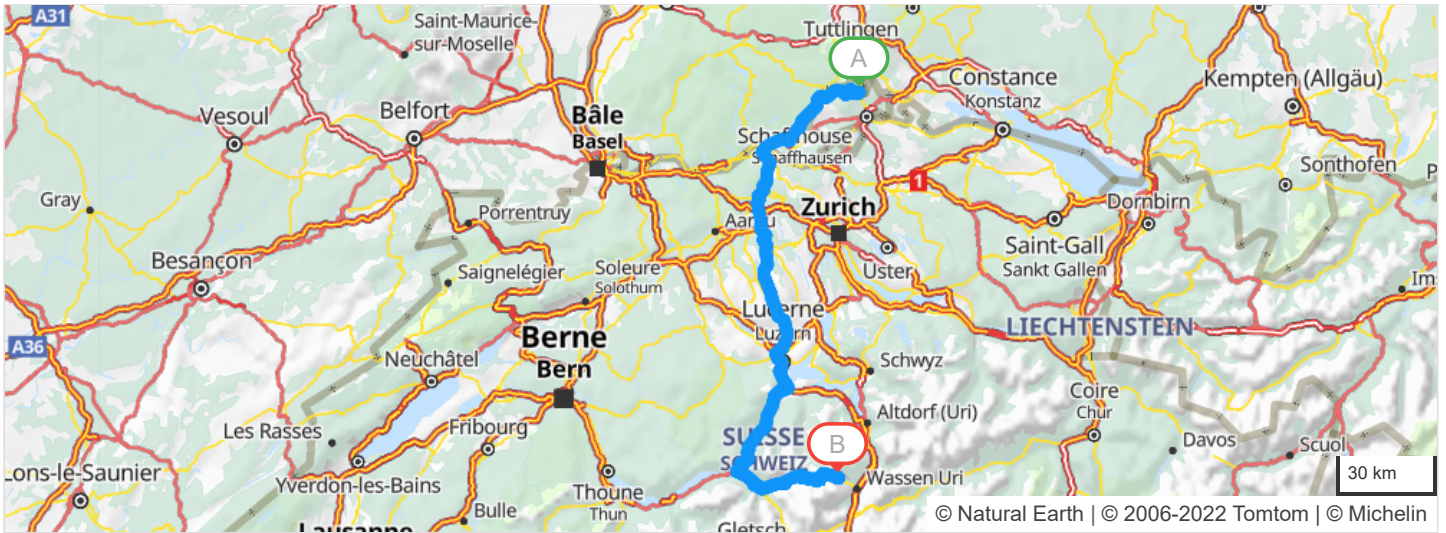 A31
Saint-Maurice-
sur-Moselle
Tuttlingen
A
Constance
Konstanz
Kempten (Allgäu)
Vesoul
Belfort
Bâle
Basel
Schaffhouse
Schaffhausen
Sonthofen
P
1
Gray
Porrentruy
Aarau
Zurich
Dornbirn
Saint-Gall
Sankt Gallen
Besançon
Saignelégier
Soleure
Solothurn
Uster
Im
Lucerne
Luzern
LIECHTENSTEIN
A36
Berne
Bern
Neuchâtel
Schwyz
Coire
Chur
Altdorf (Uri)
Les Rasses
Fribourg
SUISSE
SCHWEIZ
B
Davos
Scuol
Lons-le-Saunier
Yverdon-les-Bains
Thoune
Thun
Wassen Uri
30 km
Bulle
Lausanne
Gletsch
© Natural Earth | © 2006-2022 Tomtom | © Michelin